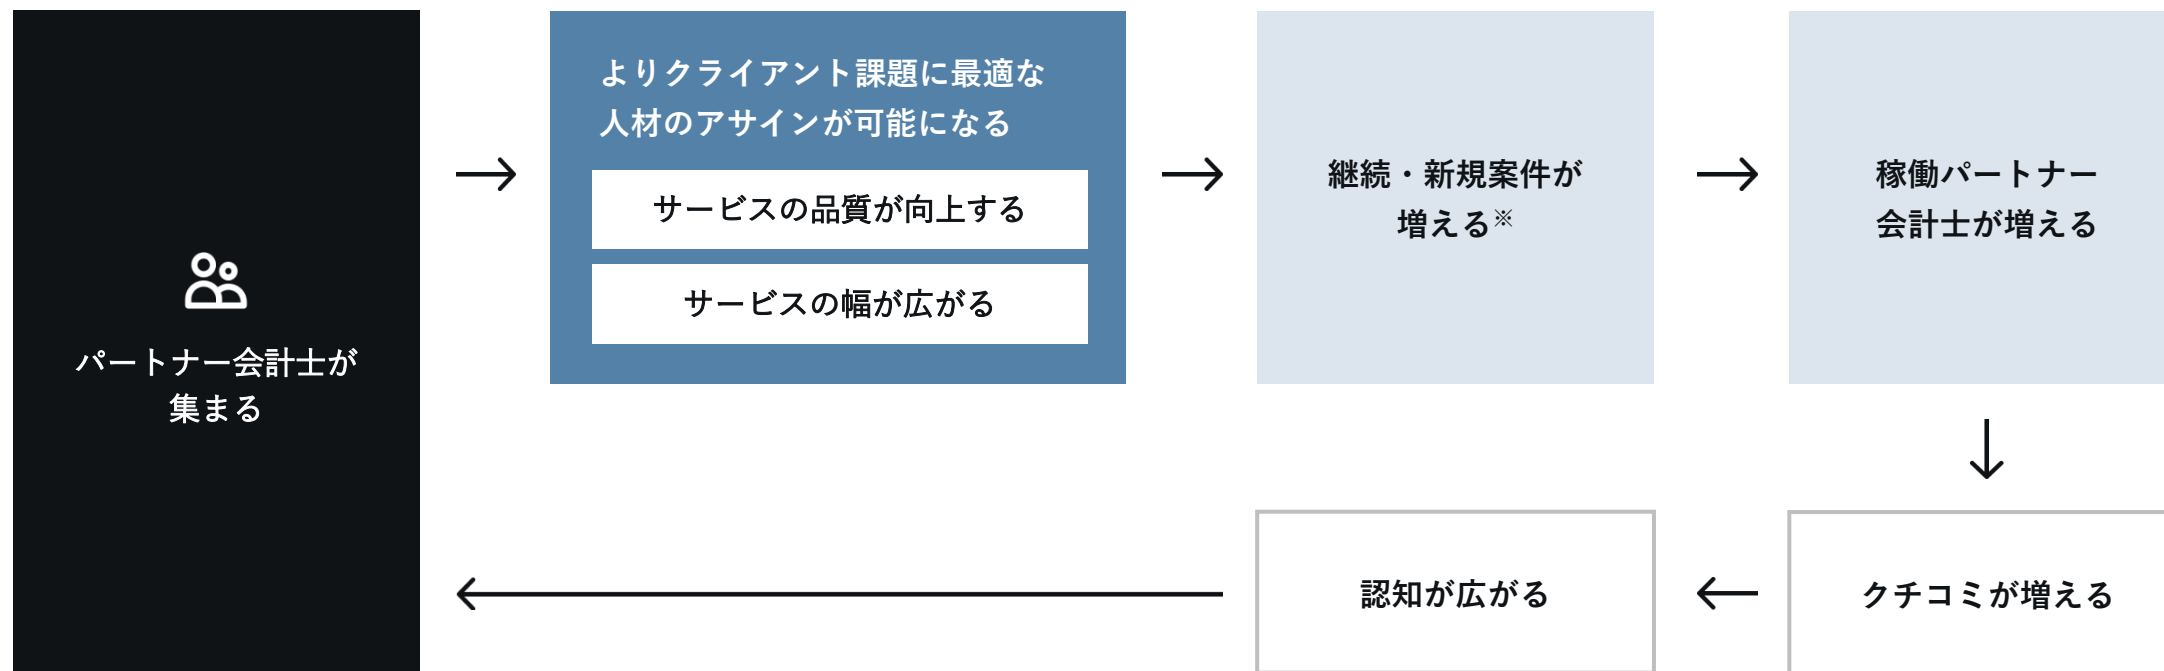 パートナー会計士が
集まる
よりクライアント課題に最適な
人材のアサインが可能になる
サービスの品質が向上する
サービスの幅が広がる
継続・新規案件が
増える※
稼働パートナー
会計士が増える
クチコミが増える
認知が広がる